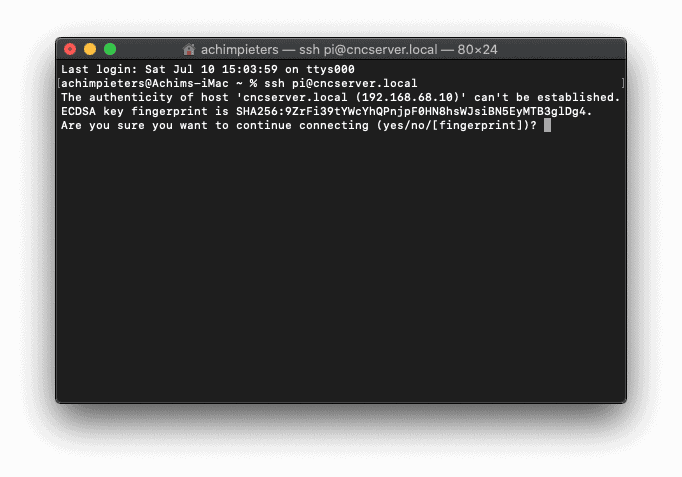 achimpieters — ssh pi@cncserver.local — 80×24
Last login: Sat Jul 10 15:03:59 on ttys000
[achimpieters@Achims-iMac ~ % ssh pi@cncserver.local ]
The authenticity of host 'cncserver.local (192.168.68.10)' can't be established.
ECDSA key fingerprint is SHA256:9ZrFi39tYWcYhQPnjpF0HN8hsWJsiBN5EyMTB3glDg4.
Are you sure you want to continue connecting (yes/no/[fingerprint])?